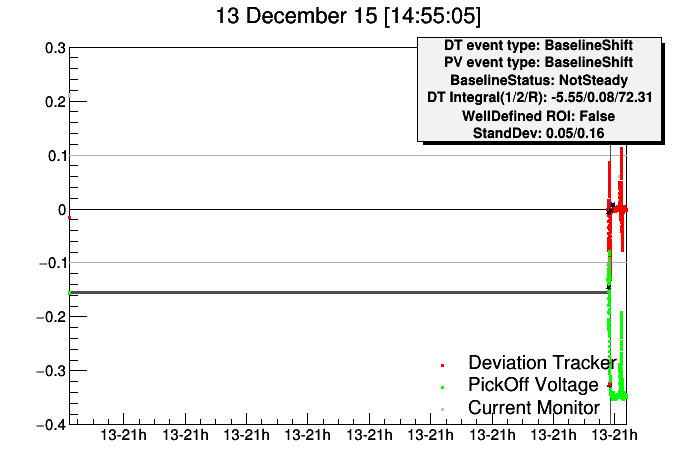 13 December 15 [14:55:05]
DT event type: BaselineShift
PV event type: BaselineShift
BaselineStatus: NotSteady
DT Integral(1/2/R): -5.55/0.08/72.31
WellDefined ROI: False
StandDev: 0.05/0.16
0.3
0.2
0.1
0
−0.1
−0.2
−0.3
−0.4
Deviation Tracker
PickOff Voltage
Current Monitor
13-21h 13-21h 13-21h 13-21h 13-21h 13-21h 13-21h 13-21h 13-21h